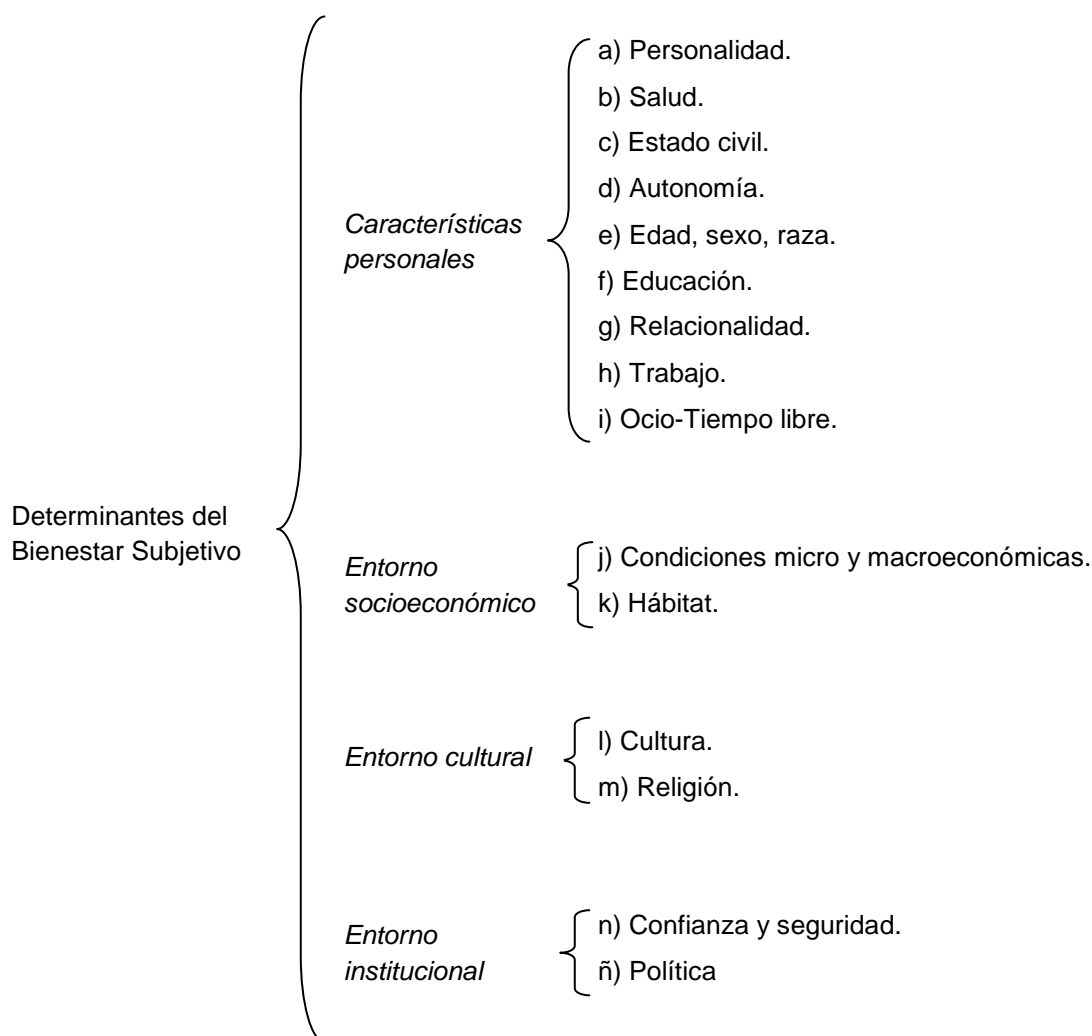 Determinantes del
Bienestar Subjetivo
Características
personales
a) Personalidad.
b) Salud.
c) Estado civil.
d) Autonomía.
e) Edad, sexo, raza.
f) Educación.
g) Relacionalidad.
h) Trabajo.
i) Ocio-Tiempo libre.
Entorno
socioeconómico
j) Condiciones micro y macroeconómicas.
k) Hábitat.
Entorno cultural
l) Cultura.
m) Religión.
Entorno
institucional
n) Confianza y seguridad.
ñ) Política